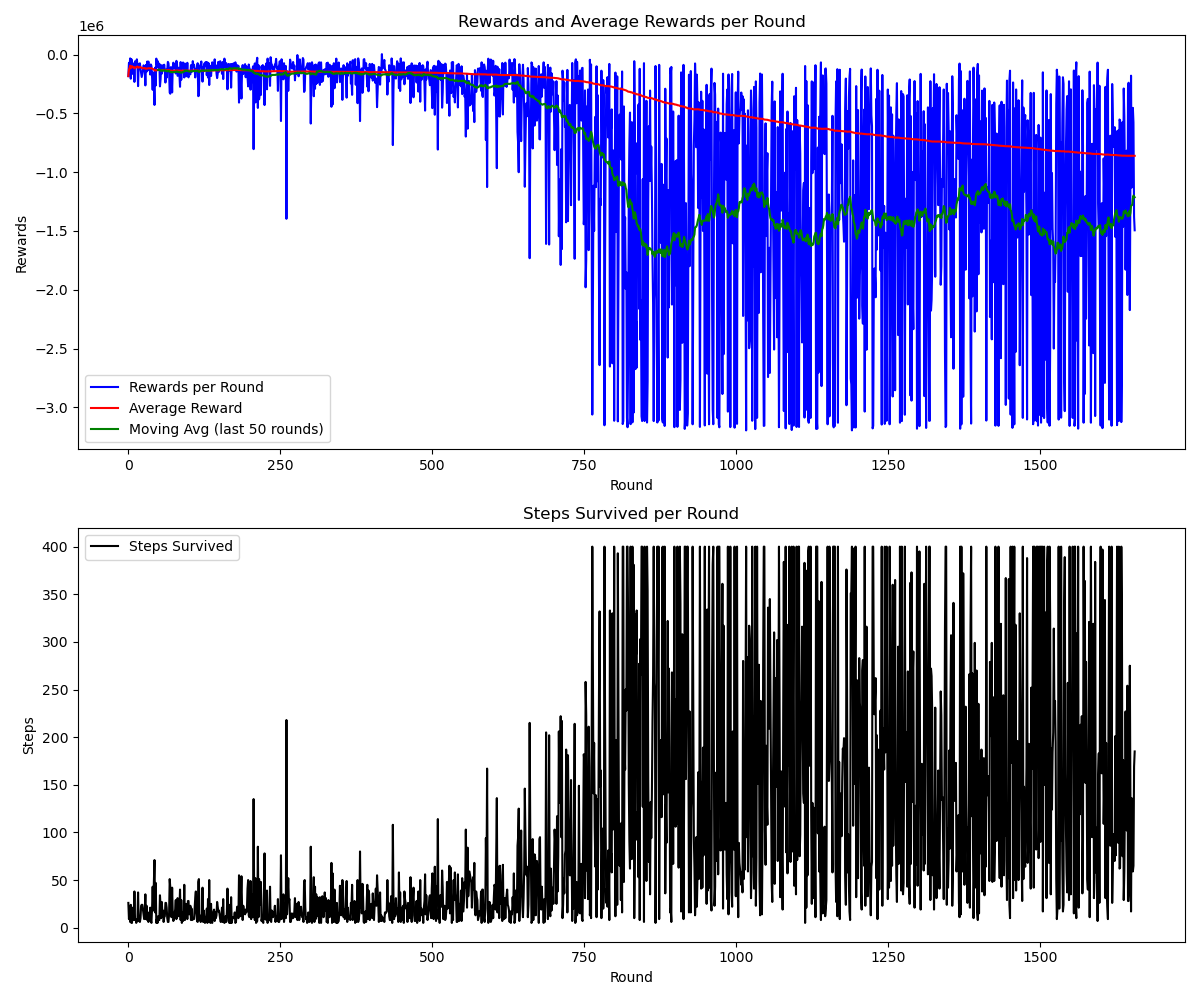 Rewards and Average Rewards per Round
1e6
0.0
−0.5
−1.0
−1.5
−2.0
−2.5
−3.0
Rewards
Rewards per Round
Average Reward
Moving Avg (last 50 rounds)
0 250 500 750 1000 1250 1500
Round
Steps Survived per Round
Steps Survived
400
350
300
250
200
150
100
50
0
Steps
0 250 500 750 1000 1250 1500
Round